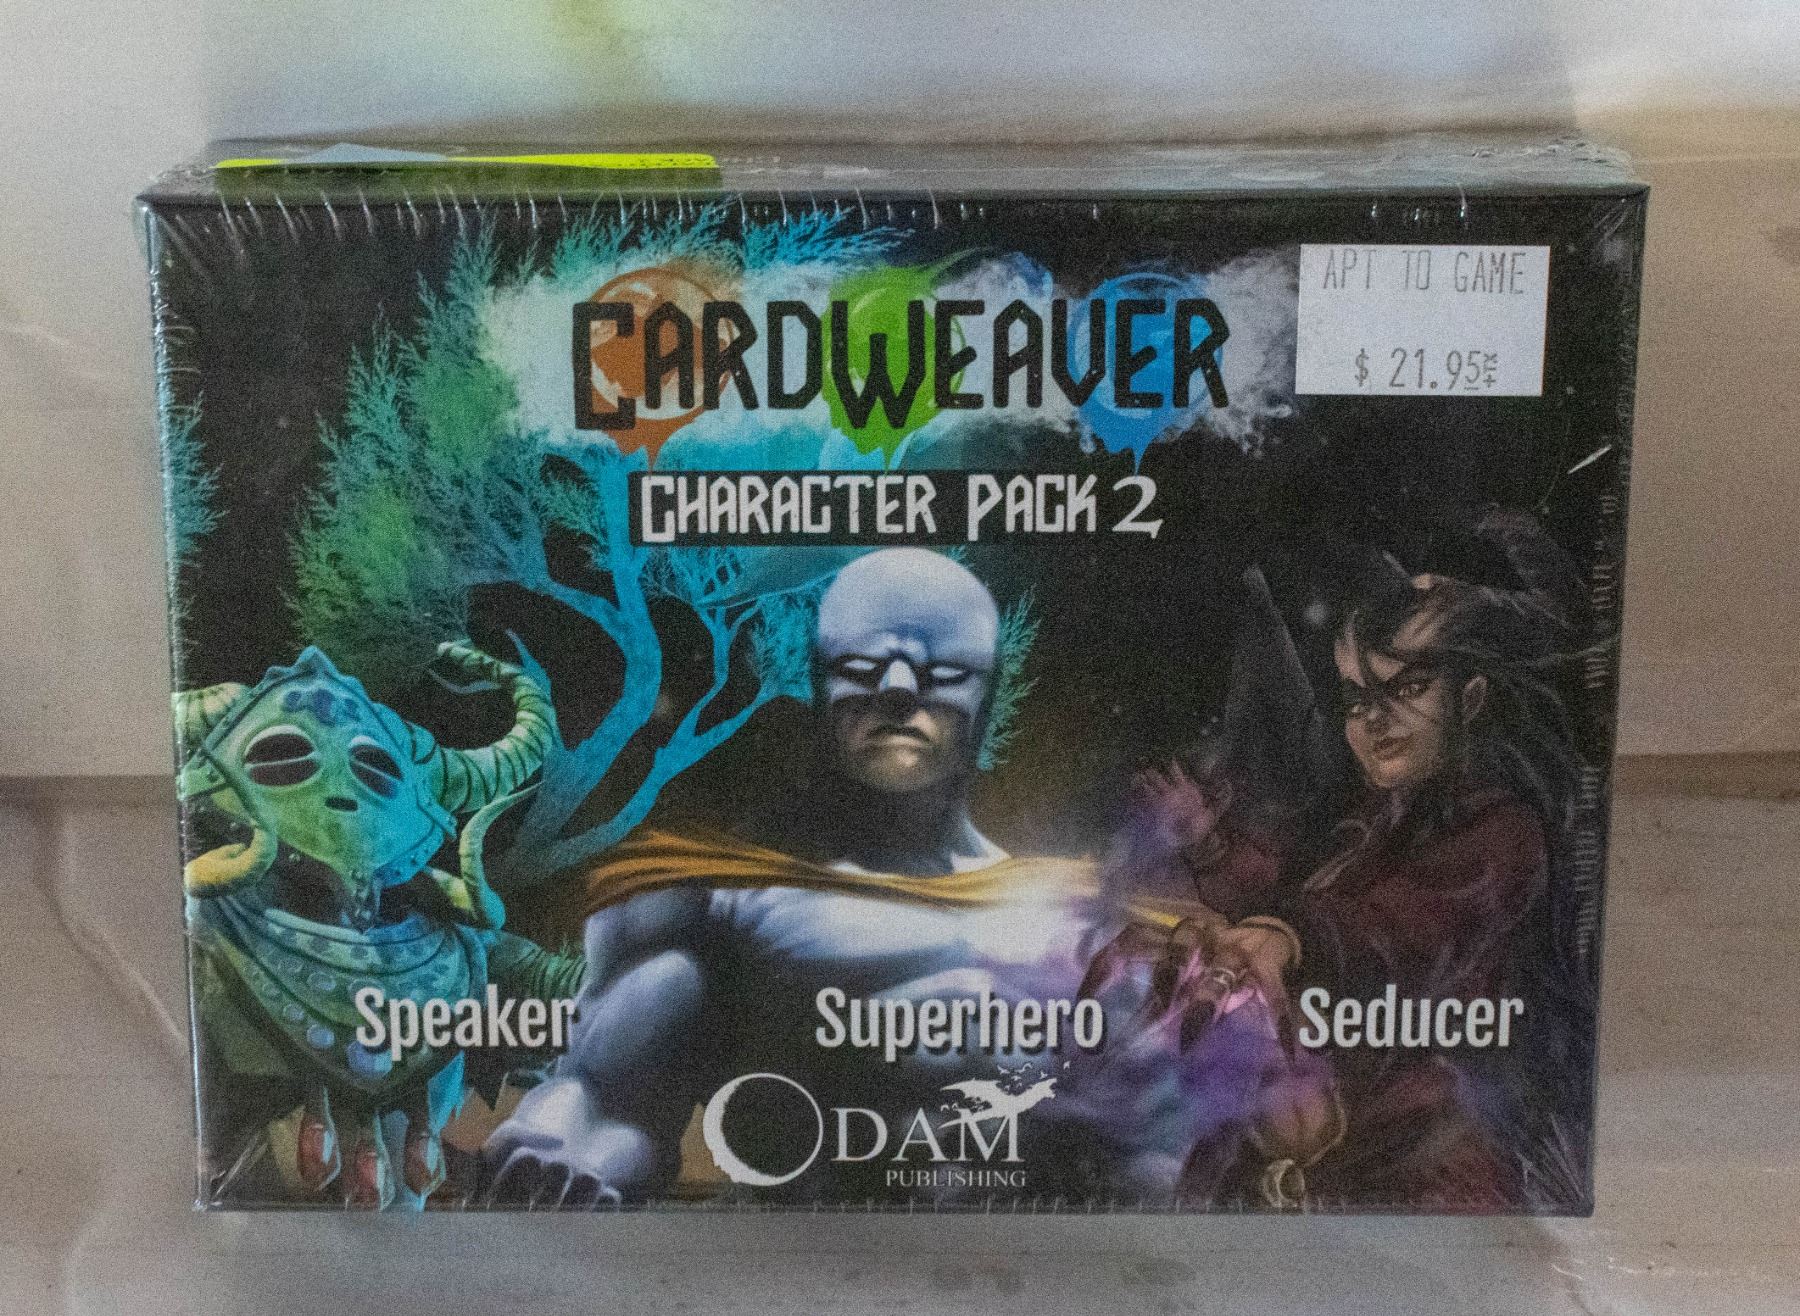 CARDWEAVER
APT TO GAME
$ 21.95
CHARACTER PACK 2
Speaker
Superhero
Seducer
ODAM
PUBLISHING